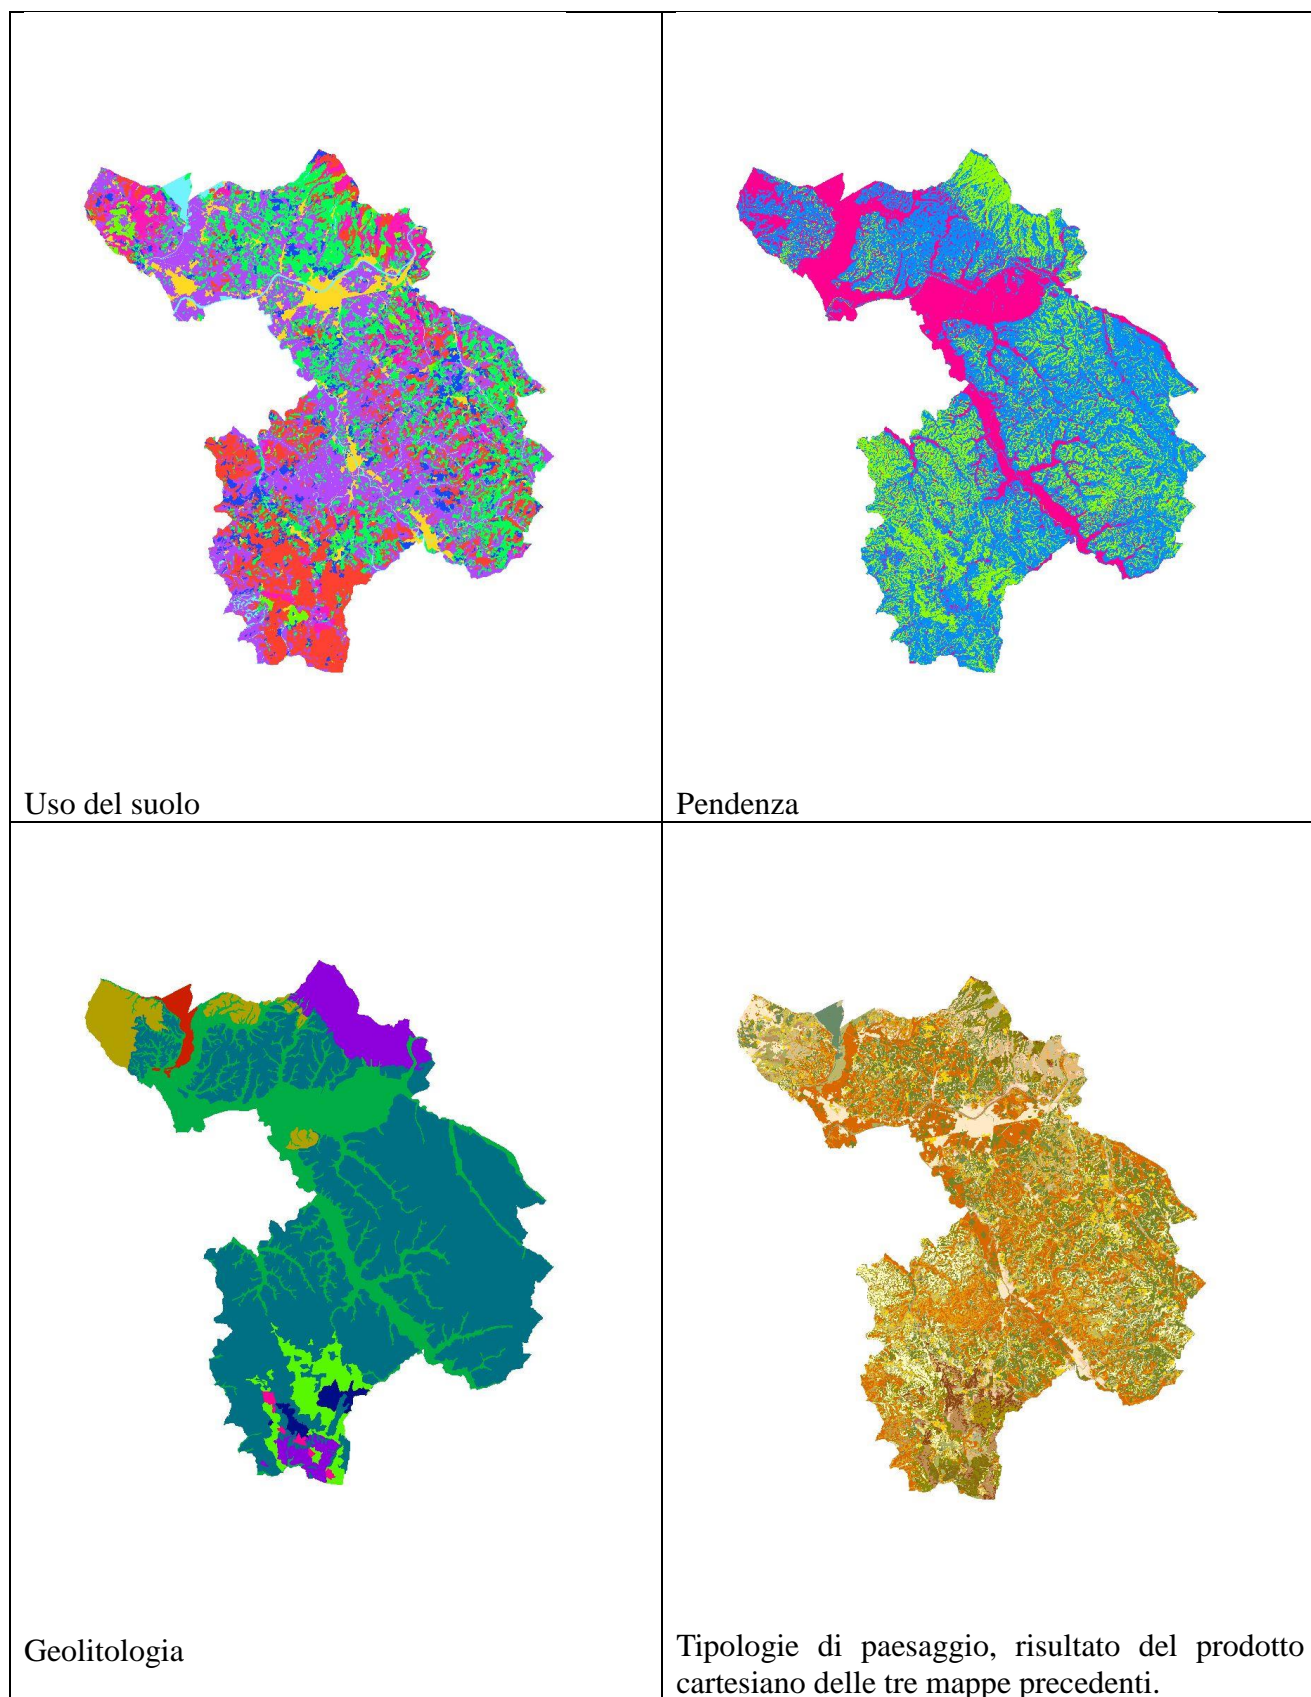 Uso del suolo
Pendenza
Geolitologia
Tipologie di paesaggio, risultato del prodotto
cartesiano delle tre mappe precedenti.